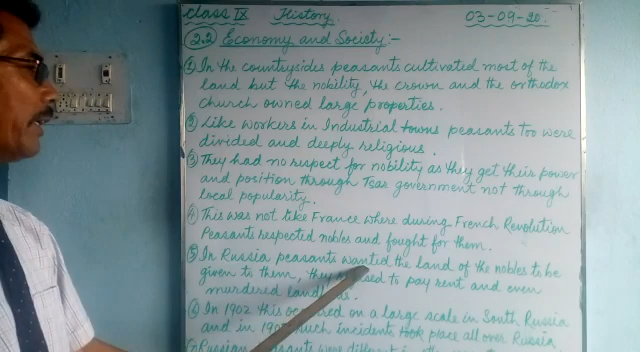 Class IX History. 03-09-20.
2.2 Economy and Society:-
① In the countrysides peasants cultivated most of the
land but the nobility, the crown and the orthodox
church owned large properties.
② Like workers in Industrial towns peasants too were
divided and deeply religious.
③ They had no respect for nobility as they get their power
and position through Tsar government not through
local popularity.
④ This was not like France where during French Revolution
Peasants respected nobles and fought for them.
⑤ In Russia peasants wanted the land of the nobles to be
given to them, they to pay rent and even
murdered
⑥ In 1902 this on a large scale in South Russia
and in such incident took place all over Russia
Russian were different